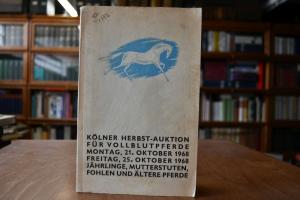 KÖLNER HERBST-AUKTION
FÜR VOLLBLUTPFERDE
MONTAG, 21. OKTOBER 1968
FREITAG, 25. OKTOBER 1968
JÄHRLINGE, MUTTERSTUTEN,
FOHLEN UND ÄLTERE PFERDE